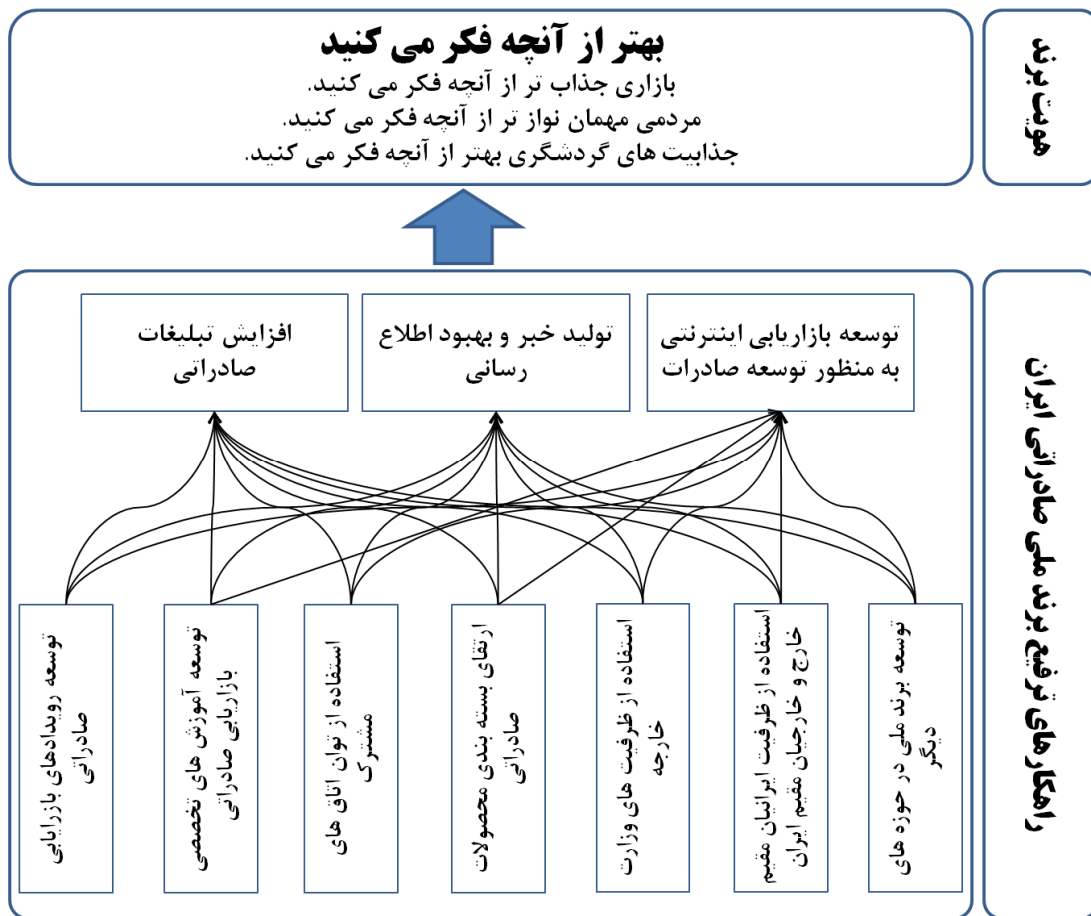 هویت برند
بهتر از آنچه فکر می کنید
بازاری جذاب تر از آنچه فکر می کنید.
مردمی مهمان نواز تر از آنچه فکر می کنید.
جذابیت های گردشگری بهتر از آنچه فکر می کنید.
راهکارهای ترفیع برند ملی صادراتی ایران
توسعه بازاریابی اینترنتی
به منظور توسعه صادرات
تولید خبر و بهبود اطلاع
رسانی
افزایش تبلیغات
صادراتی
توسعه برند ملی در حوزه های
دیگر
استفاده از ظرفیت ایرانیان مقیم
خارج و خارجیان مقیم ایران
استفاده از ظرفیت های وزارت
خارجه
ارتقای بسته بندی محصولات
صادراتی
استفاده از توان اتاق های
مشترک
توسعه آموزش های تخصصی
بازاریابی صادراتی
توسعه رویدادهای بازرایابی
صادراتی